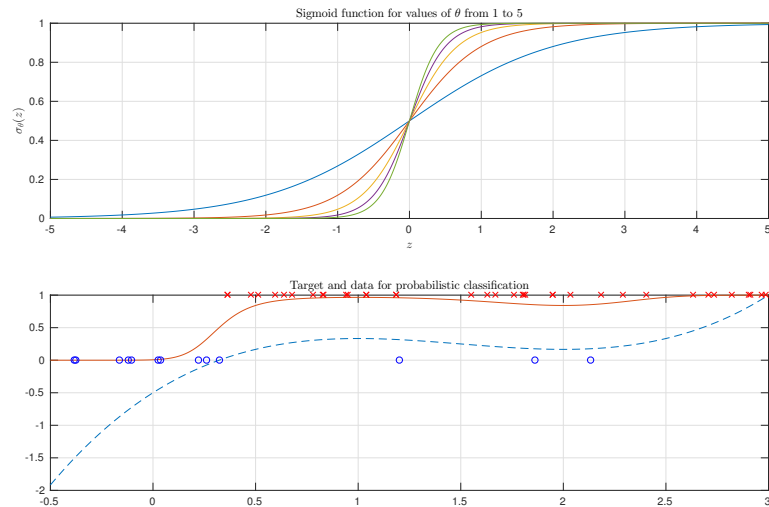 Sigmoid function for values of θ from 1 to 5
1
0.8
0.6
0.4
0.2
0
σθ(z)
-5 -4 -3 -2 -1 0 1 2 3 4 5
z
Target and data for probabilistic classification
1
0.5
0
-0.5
-1
-1.5
-2
-0.5 0 0.5 1 1.5 2 2.5 3